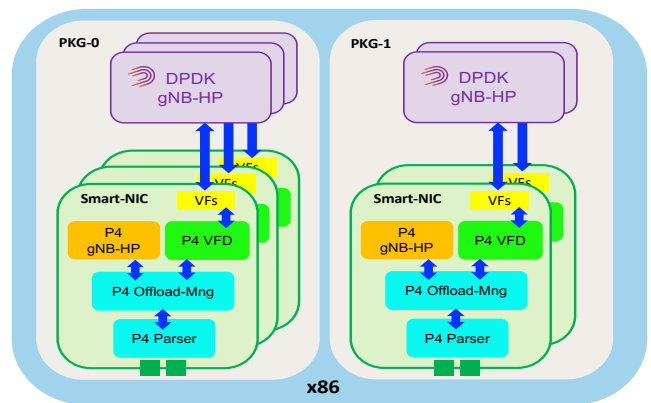 PKG-0
DPDK
gNB-HP
VFs
VFs
Smart-NIC
VFs
P4
gNB-HP
P4 VFD
P4 Offload-Mng
P4 Parser
PKG-1
DPDK
gNB-HP
VFs
Smart-NIC
VFs
P4
gNB-HP
P4 VFD
P4 Offload-Mng
P4 Parser
x86